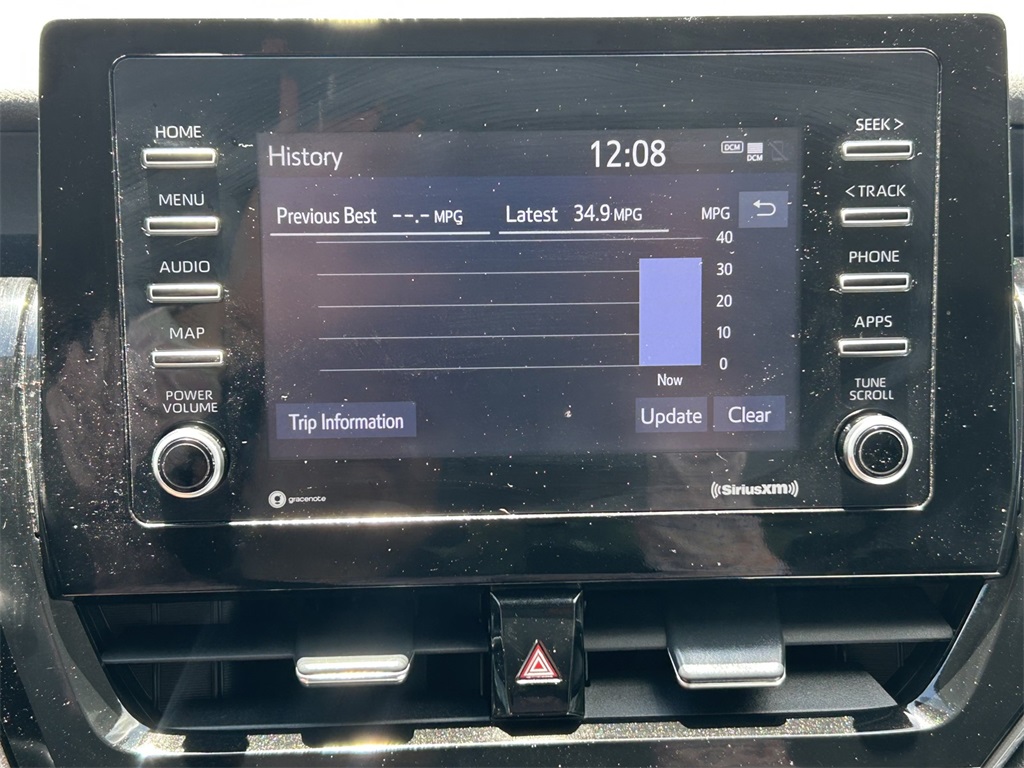 HOME
MENU
AUDIO
MAP
POWER
VOLUME
History 12:08 DCM DCM
Previous Best --.- MPG Latest 34.9 MPG MPG
40
30
20
10
0
Now
Trip Information Update Clear
gracenote
((SiriusXM))
SEEK >
< TRACK
PHONE
APPS
TUNE
SCROLL